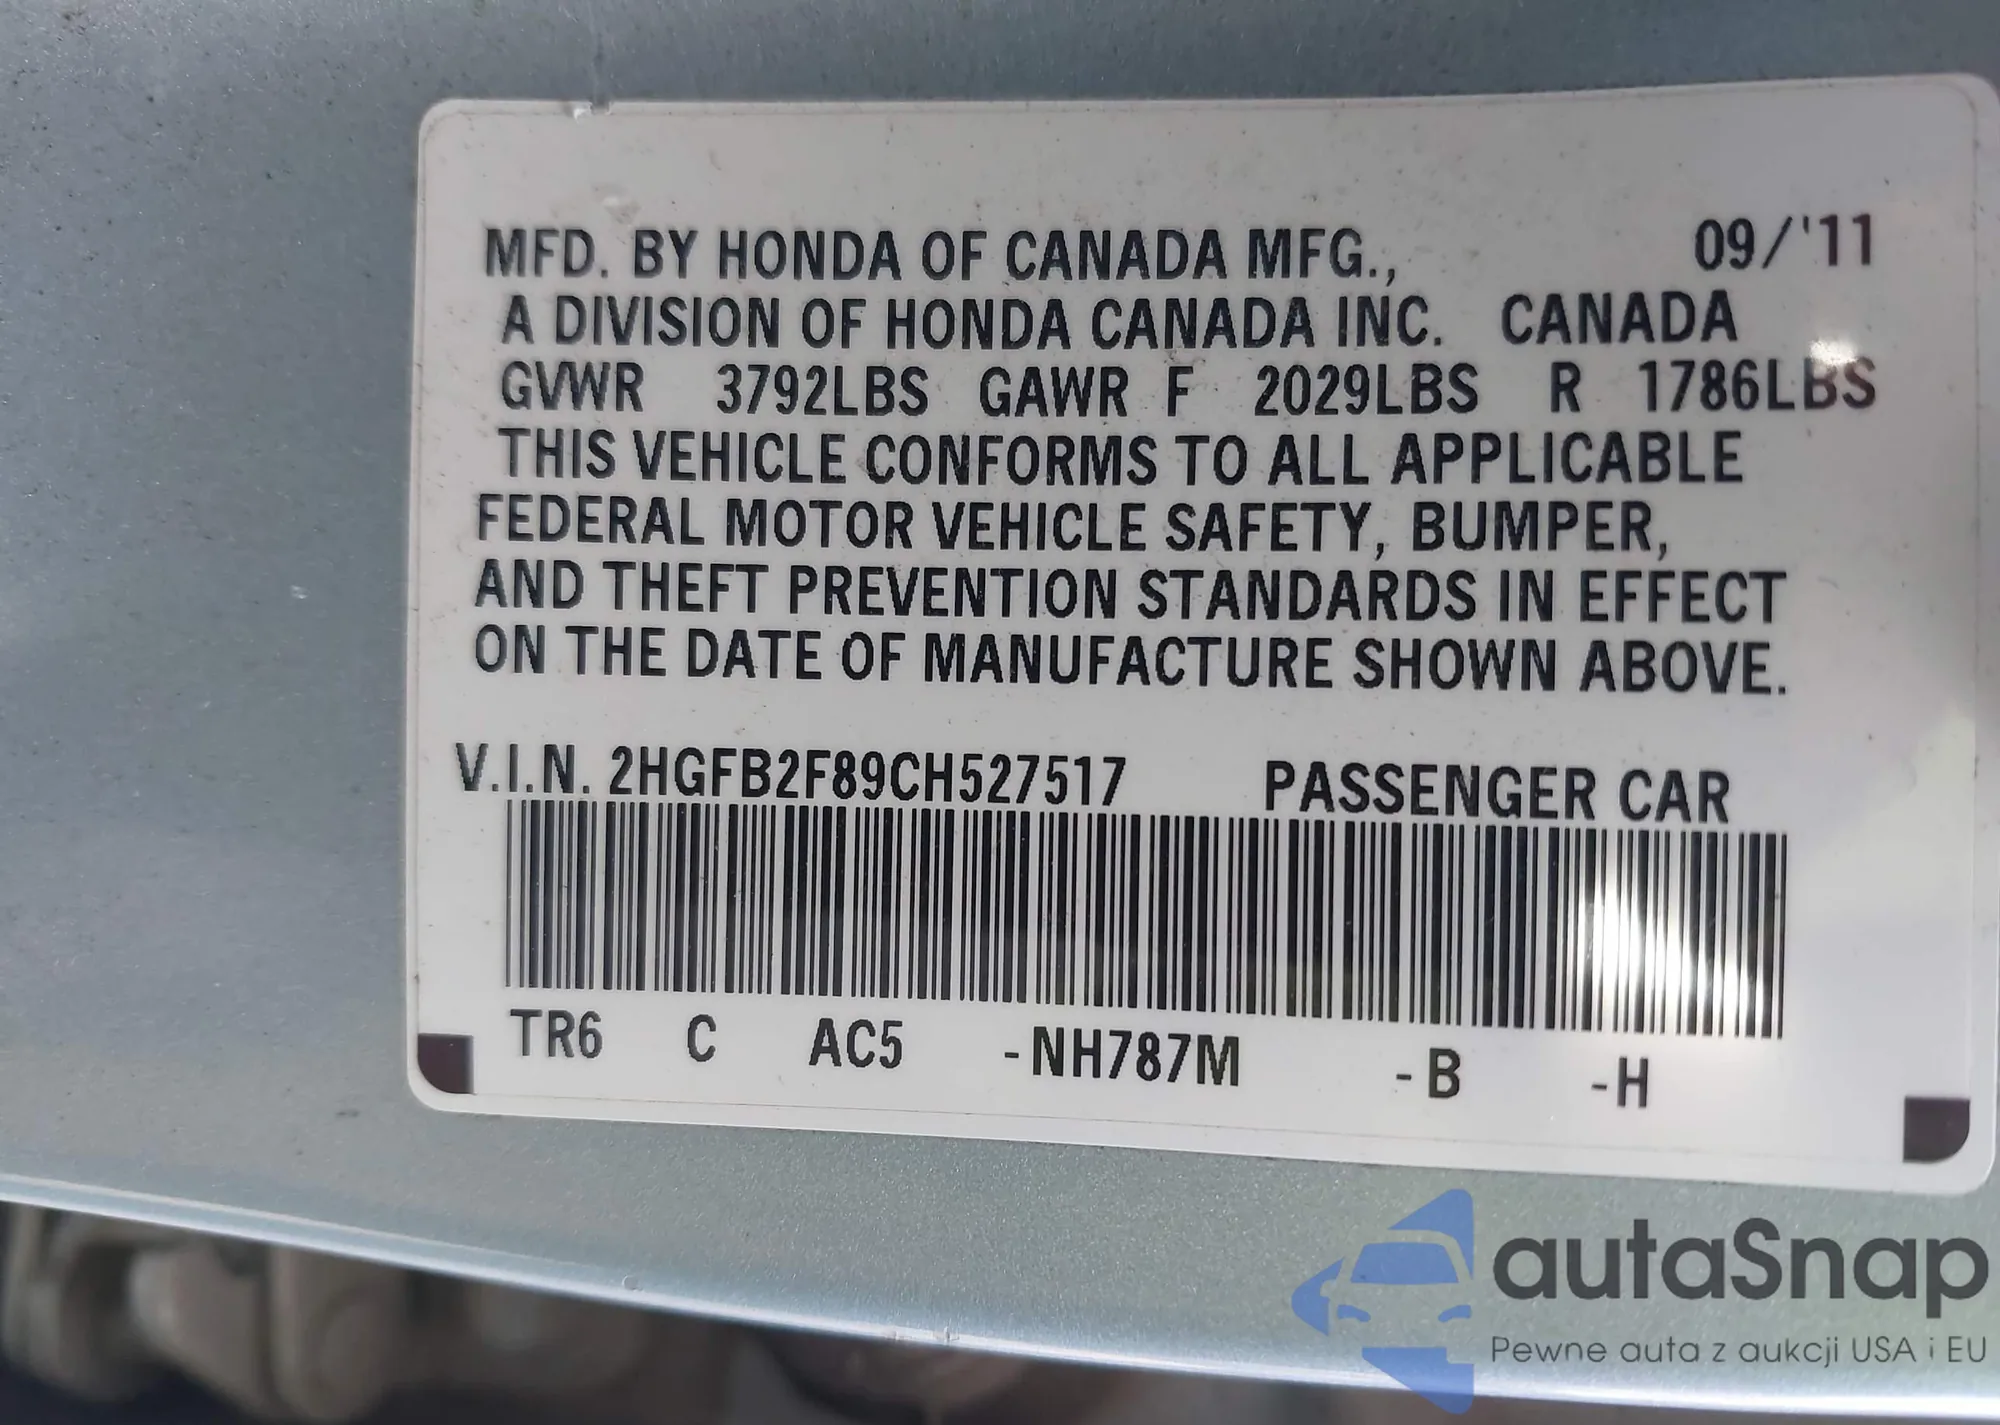 MFD. BY HONDA OF CANADA MFG., 09/'11
A DIVISION OF HONDA CANADA INC. CANADA
GVWR 3792LBS GAWR F 2029LBS R 1786LBS
THIS VEHICLE CONFORMS TO ALL APPLICABLE
FEDERAL MOTOR VEHICLE SAFETY, BUMPER,
AND THEFT PREVENTION STANDARDS IN EFFECT
ON THE DATE OF MANUFACTURE SHOWN ABOVE.
V.I.N. 2HGFB2F89CH527517 PASSENGER CAR
TR6 C AC5 -NH787M -B -H
autaSnap
Pewne auta z aukcji USA i EU